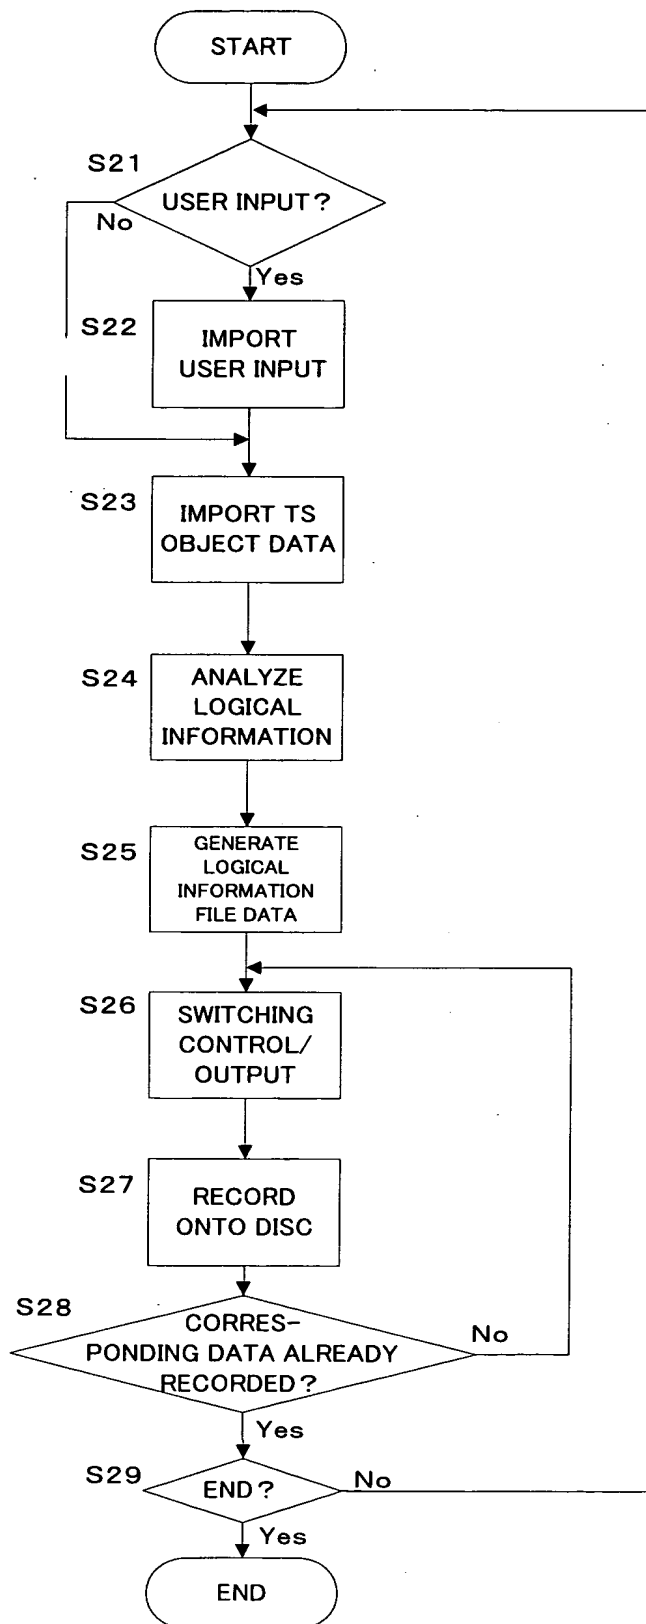 START
S21
USER INPUT?
No
Yes
S22
IMPORT
USER INPUT
S23
IMPORT TS
OBJECT DATA
S24
ANALYZE
LOGICAL
INFORMATION
S25
GENERATE
LOGICAL
INFORMATION
FILE DATA
S26
SWITCHING
CONTROL/
OUTPUT
S27
RECORD
ONTO DISC
S28
CORRES-
PONDING DATA ALREADY
RECORDED?
No
Yes
S29
END?
No
Yes
END